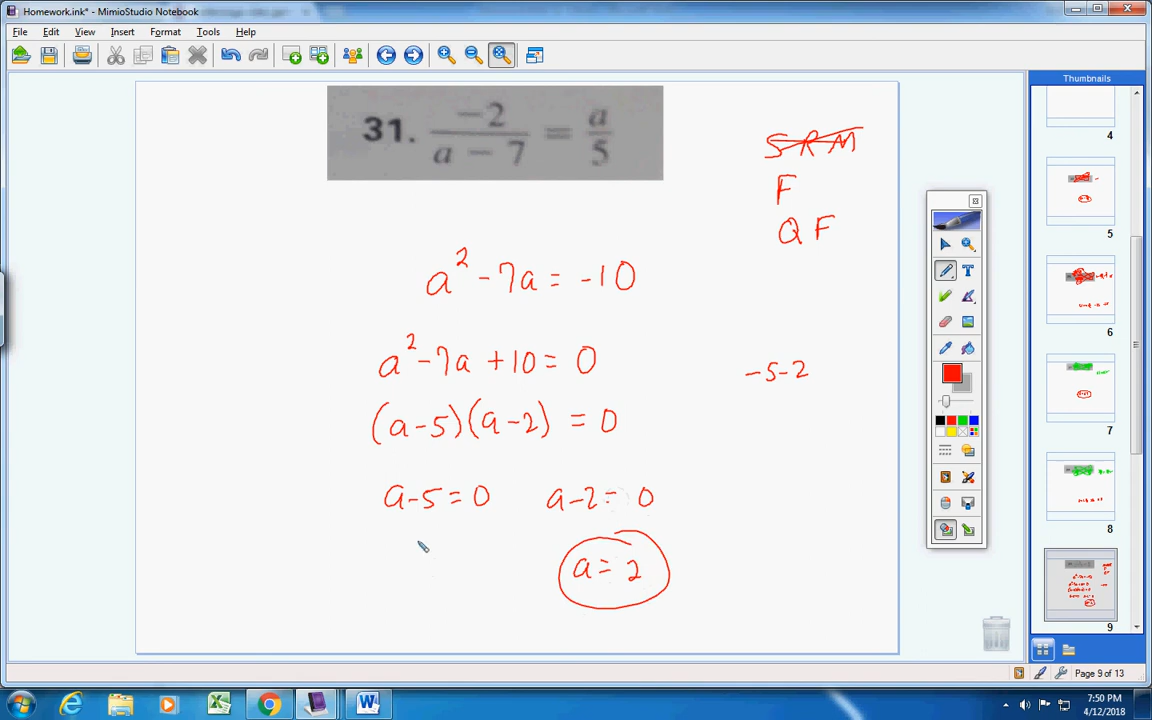 Homework.ink* - MimioStudio Notebook
File Edit View Insert Format Tools Help
Thumbnails
31. -2/(a - 7) = a/5
SRM
F
QF
a² -7a = -10
a² -7a +10 = 0
-5-2
(a-5)(a-2) = 0
a-5=0 a-2=0
a=2
T
4
5
6
7
8
9
Page 9 of 13
7:50 PM
4/12/2018